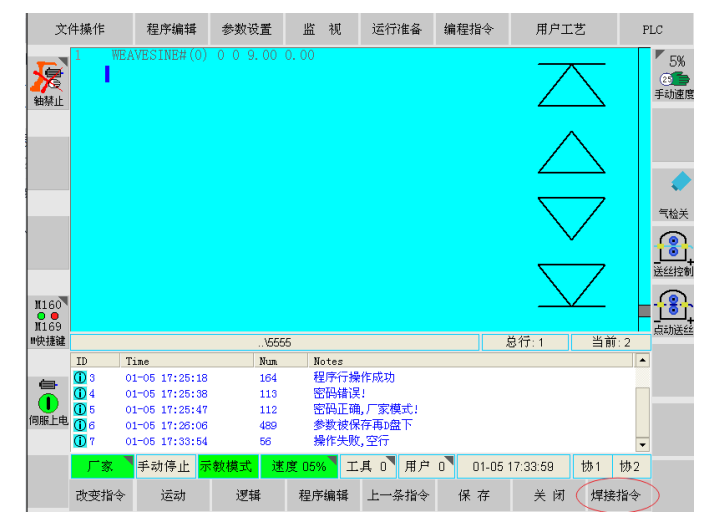 文件操作 程序编辑 参数设置 监 视 运行准备 编程指令 用户工艺 PLC
轴禁止
1 WEAVESINE#(0) 0 0 9.00 0.00
5%
25
手动速度
气检关
送丝控制
点动送丝
M160
M169
M快捷键
伺服上电
..\5555 总行: 1 当前: 2
ID Time Num Notes
3 01-05 17:25:18 164 程序行操作成功
4 01-05 17:25:38 113 密码错误!
5 01-05 17:25:47 112 密码正确,厂家模式!
6 01-05 17:26:06 489 参数被保存再D盘下
7 01-05 17:33:54 56 操作失败,空行
厂家 手动停止 示教模式 速度 05% 工具 0 用户 0 01-05 17:33:59 协1 协2
改变指令 运动 逻辑 程序编辑 上一条指令 保 存 关 闭 焊接指令